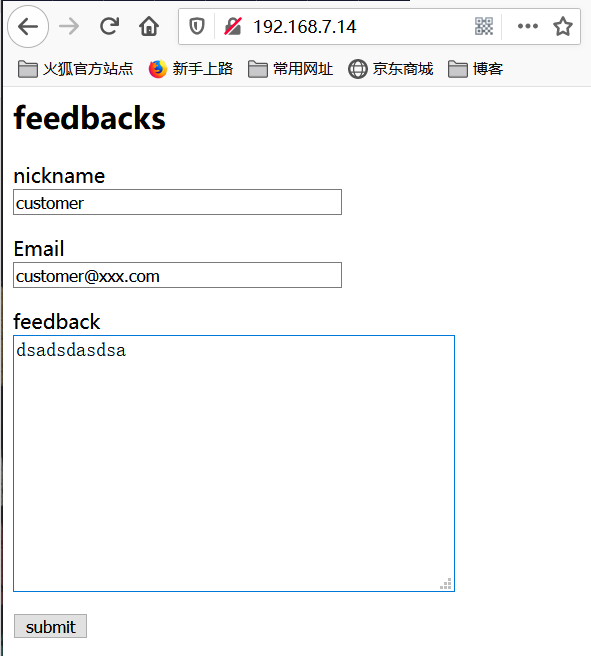 192.168.7.14
火狐官方站点 新手上路 常用网址 京东商城 博客
feedbacks
nickname
customer
Email
customer@xxx.com
feedback
dsadsdasdsa
submit